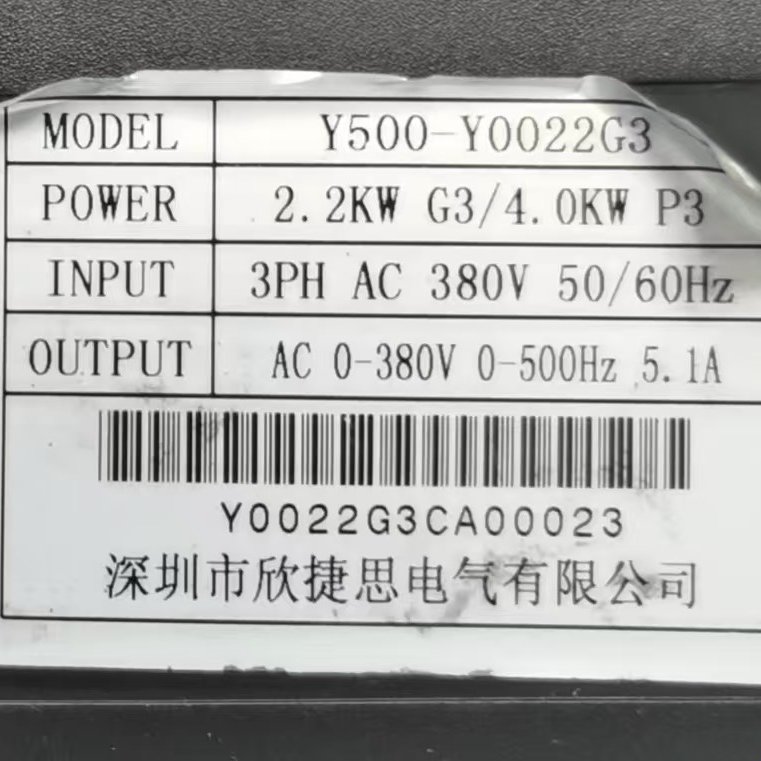 MODEL Y500-Y0022G3
POWER 2.2KW G3/4.0KW P3
INPUT 3PH AC 380V 50/60Hz
OUTPUT AC 0-380V 0-500Hz 5.1A
Y0022G3CA00023
深圳市欣捷思电气有限公司